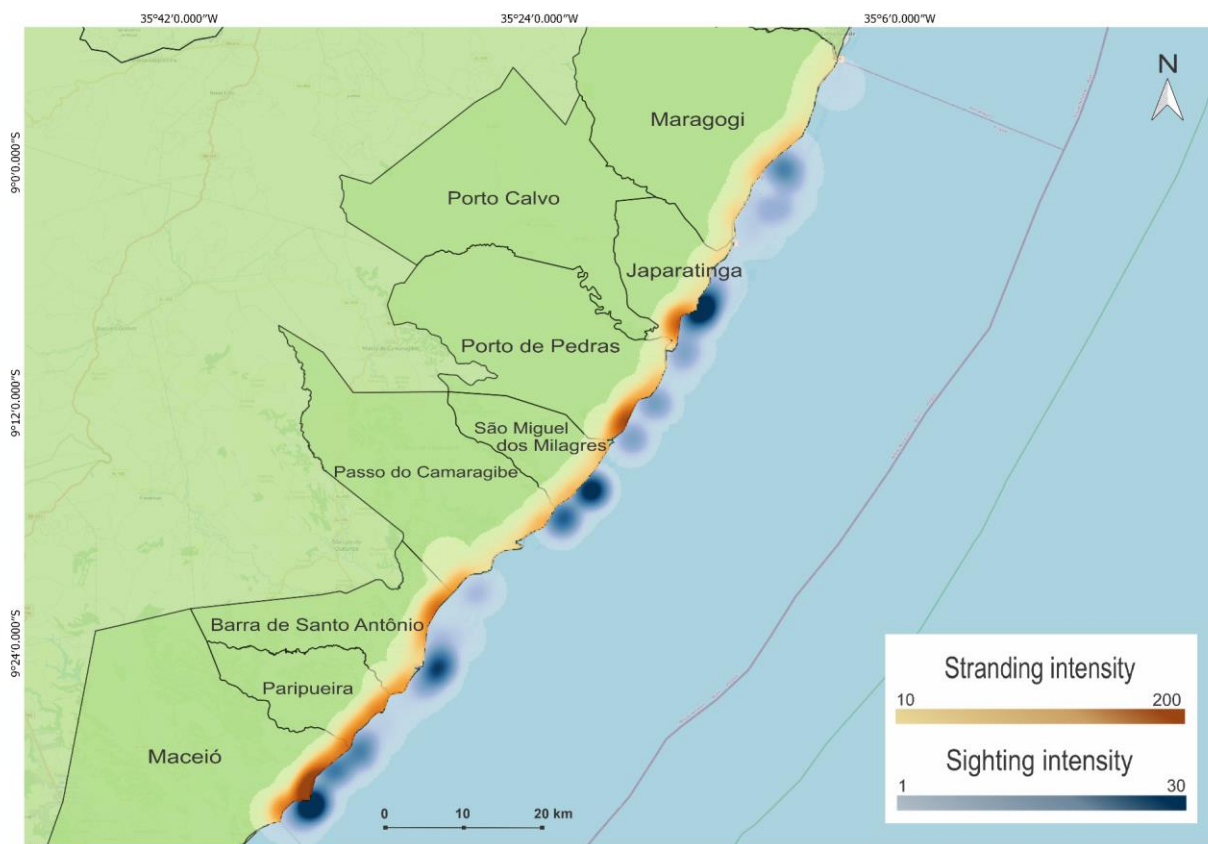 35°42'0.000"W
35°24'0.000"W
35°6'0.000"W
N
9°0'0.000"S
9°12'0.000"S
9°24'0.000"S
Maragogi
Porto Calvo
Japaratinga
Porto de Pedras
São Miguel
dos Milagres
Passo do Camaragibe
Barra de Santo Antônio
Paripueira
Maceió
0 10 20 km
Stranding intensity
10 200
Sighting intensity
1 30